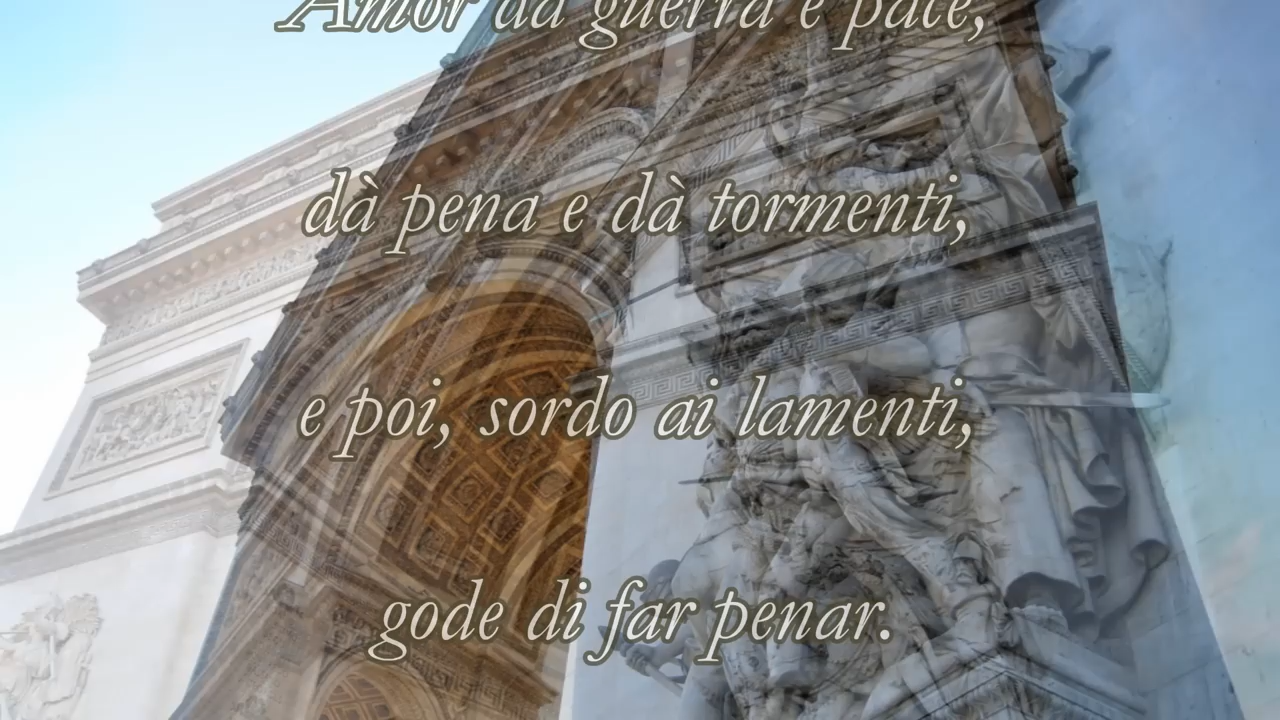 Amor dà guerra e pace,
dà pena e dà tormenti,
e poi, sordo ai lamenti,
gode di far penar.